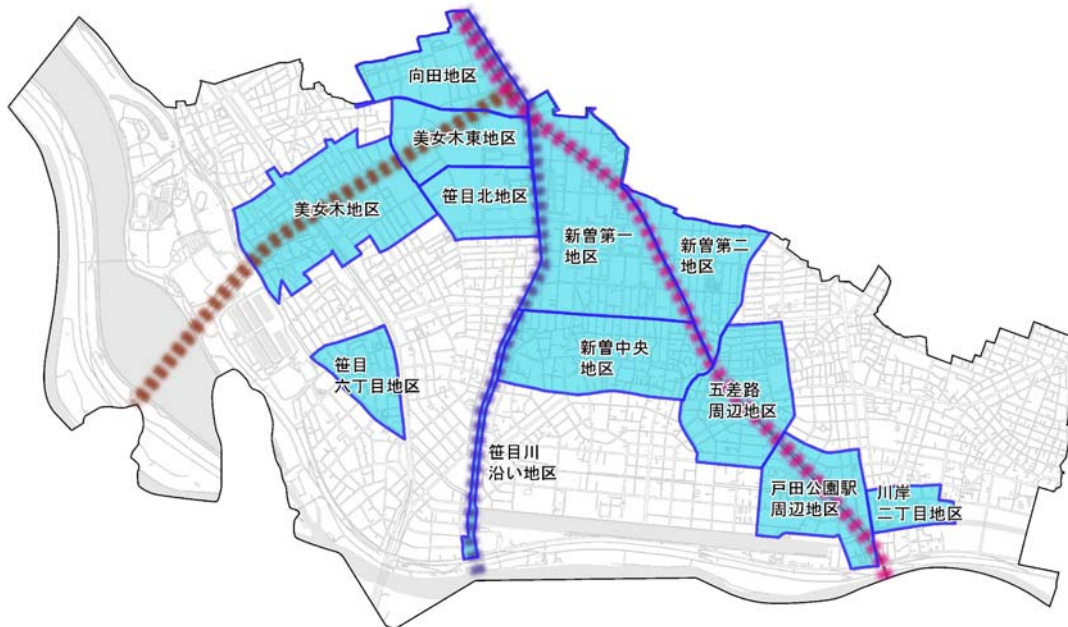 向田地区
美女木東地区
笹目北地区
美女木地区
新曽第一
地区
新曽第二
地区
新曽中央
地区
笹目
六丁目地区
五差路
周辺地区
笹目川
沿い地区
戸田公園駅
周辺地区
川岸
二丁目地区